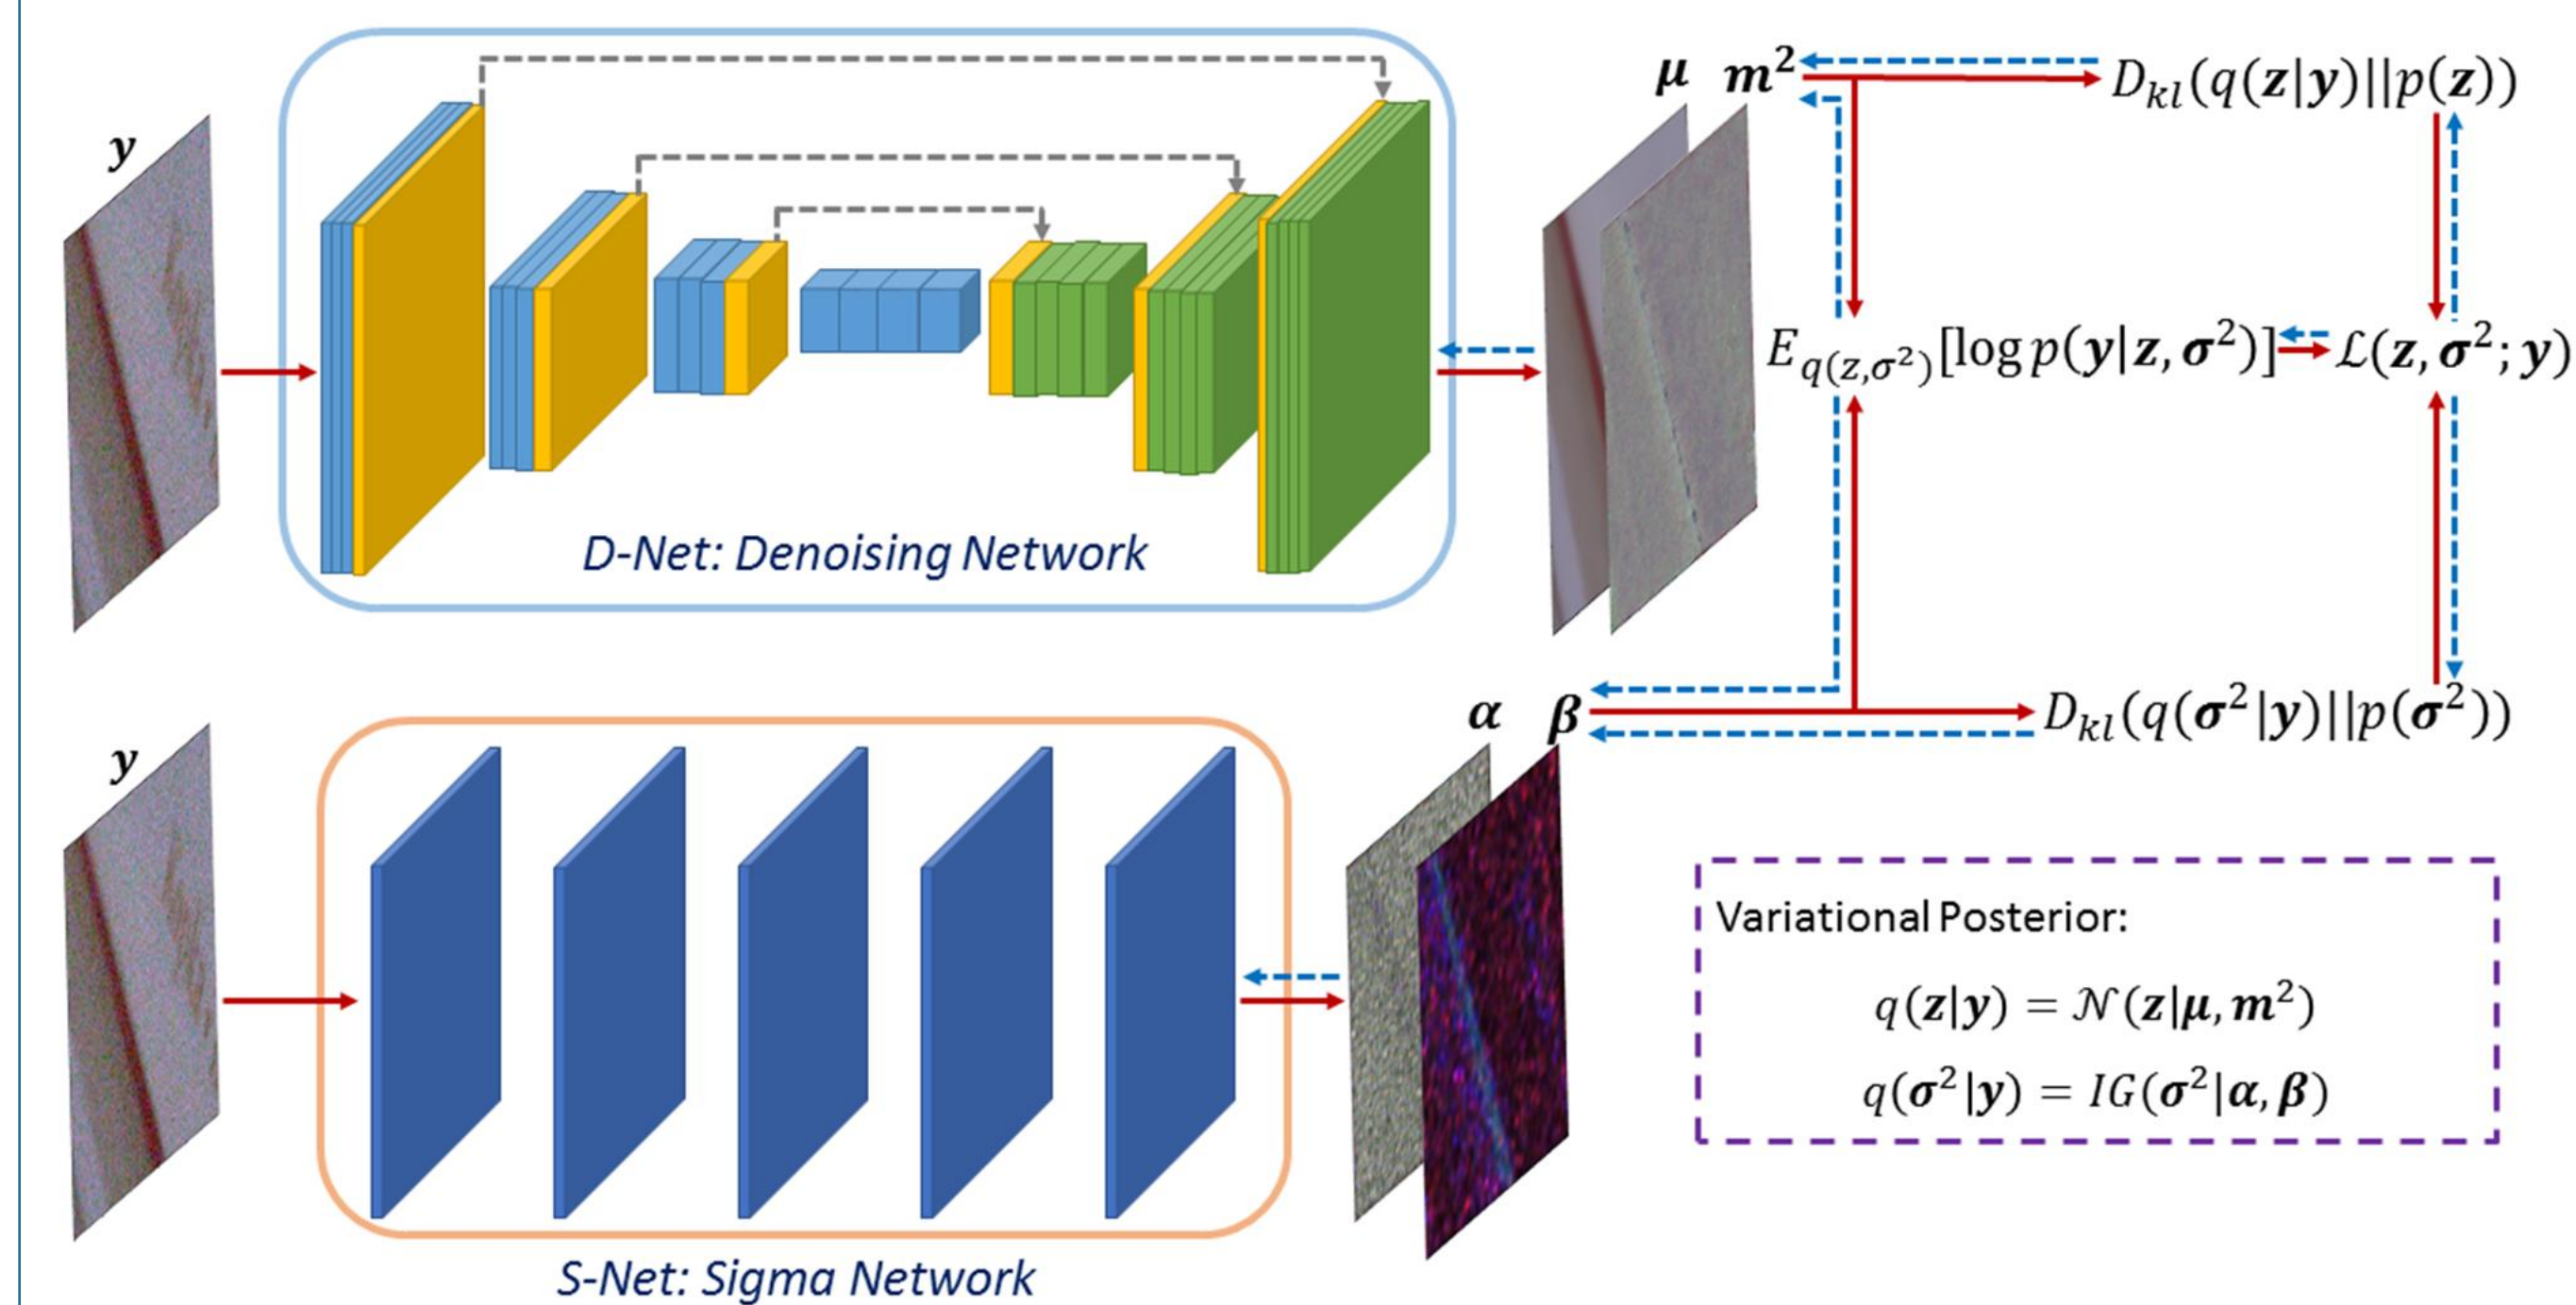 y
μ m²
D_kl(q(z|y)||p(z))
E_q(z,σ²)[log p(y|z, σ²)]
ℒ(z, σ²; y)
D-Net: Denoising Network
y
α β
D_kl(q(σ²|y)||p(σ²))
S-Net: Sigma Network
Variational Posterior:
q(z|y) = 𝒩(z|μ, m²)
q(σ²|y) = IG(σ²|α, β)